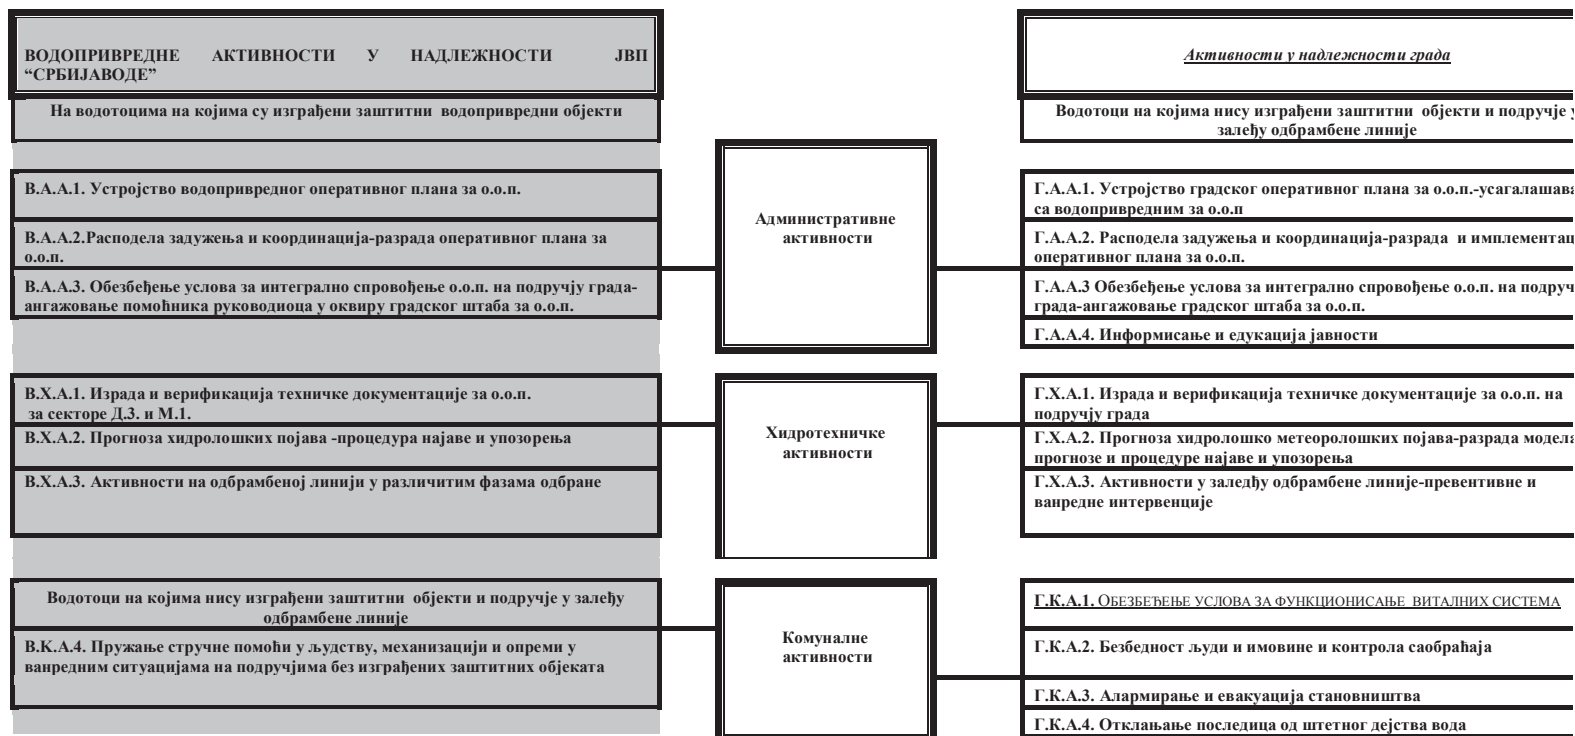 ВОДОПРИВРЕДНЕ АКТИВНОСТИ У НАДЛЕЖНОСТИ ЈВП
“СРБИЈАВОДЕ”
На водотоцима на којима су изграђени заштитни водопривредни објекти
В.А.А.1. Устројство водопривредног оперативног плана за о.о.п.
В.А.А.2.Расподела задужења и координација-разрада оперативног плана за
о.о.п.
В.А.А.3. Обезбеђење услова за интегрално спровођење о.о.п. на подручју града-
ангажовање помоћника руководиоца у оквиру градског штаба за о.о.п.
В.Х.А.1. Израда и верификација техничке документације за о.о.п.
за секторе Д.3. и М.1.
В.Х.А.2. Прогноза хидролошких појава -процедура најаве и упозорења
В.Х.А.3. Активности на одбрамбеној линији у различитим фазама одбране
Водотоци на којима нису изграђени заштитни објекти и подручје у залеђу
одбрамбене линије
В.К.А.4. Пружање стручне помоћи у људству, механизацији и опреми у
ванредним ситуацијама на подручјима без изграђених заштитних објеката
Административне
активности
Хидротехничке
активности
Комуналне
активности
Активности у надлежности града
Водотоци на којима нису изграђени заштитни објекти и подручје у
залеђу одбрамбене линије
Г.А.А.1. Устројство градског оперативног плана за о.о.п.-усагалашава
са водопривредним за о.о.п
Г.А.А.2. Расподела задужења и координација-разрада и имплементац
оперативног плана за о.о.п.
Г.А.А.3 Обезбеђење услова за интегрално спровођење о.о.п. на подруч
града-ангажовање градског штаба за о.о.п.
Г.А.А.4. Информисање и едукација јавности
Г.Х.А.1. Израда и верификација техничке документације за о.о.п. на
подручју града
Г.Х.А.2. Прогноза хидролошко метеоролошких појава-разрада модела
прогнозе и процедуре најаве и упозорења
Г.Х.А.3. Активности у заледђу одбрамбене линије-превентивне и
ванредне интервенције
Г.К.А.1. ОБЕЗБЕЂЕЊЕ УСЛОВА ЗА ФУНКЦИОНИСАЊЕ ВИТАЛНИХ СИСТЕМА
Г.К.А.2. Безбедност људи и имовине и контрола саобраћаја
Г.К.А.3. Алармирање и евакуација становништва
Г.К.А.4. Отклањање последица од штетног дејства вода